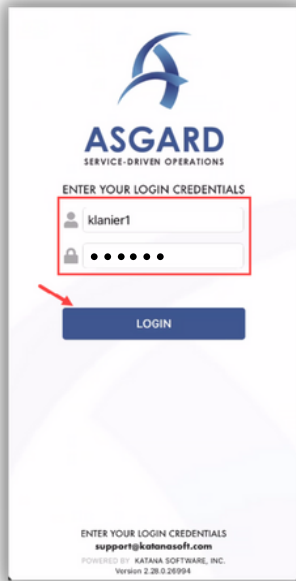 ASGARD
SERVICE-DRIVEN OPERATIONS
ENTER YOUR LOGIN CREDENTIALS
klanier1
••••••
LOGIN
ENTER YOUR LOGIN CREDENTIALS
support@katanasoft.com
POWERED BY KATANA SOFTWARE, INC.
Version 2.28.0.26994